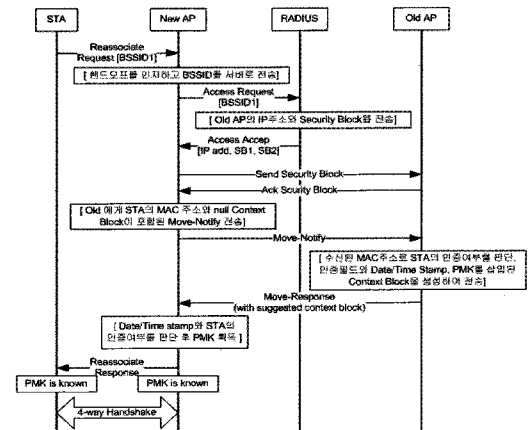 STA
New AP
RADIUS
Old AP
Reassociate
Request [BSSID1]
[ 핸드오프를 인지하고 BSSID를 서버로 전송]
Access Request
[BSSID1]
[ Old AP의 IP주소와 Security Block을 전송]
Access Accep
[IP add, SB1, SB2]
Send Security Block
Ack Scurity Block
[ Old 에게 STA의 MAC 주소와 null Context
Block이 포함된 Move-Notify 전송]
Move-Notify
[ 수신된 MAC주소로 STA의 인증여부를 판단,
인증필드와 Date/Time Stamp, PMK를 삽입된
Context Block을 생성하여 전송]
Move-Response
(with suggested context block)
[ Date/Time stamp와 STA의
인증여부를 판단 후 PMK 획득 ]
Reassociate
Response
PMK is known
PMK is known
4-way Handshake